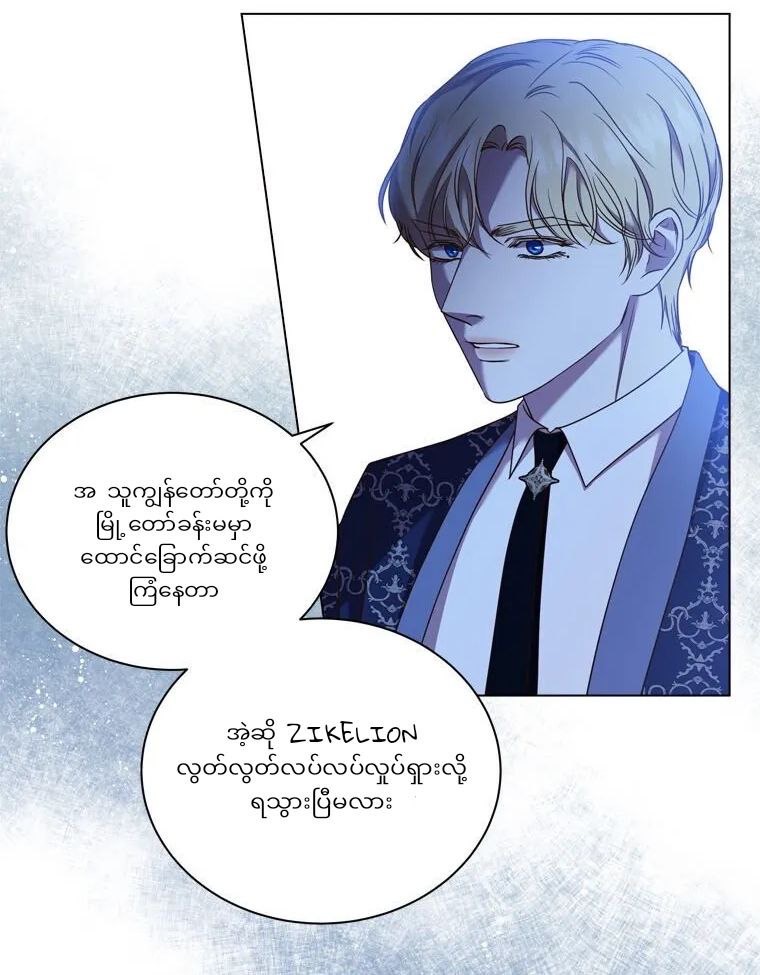 အ သူကျွန်တော်တို့ကို
မြို့တော်ခန်းမမှာ
ထောင်ခြောက်ဆင်ဖို့
ကြံနေတာ
အဲ့ဆို ZIKELION
လွတ်လွတ်လပ်လပ်လှုပ်ရှားလို့
ရသွားပြီမလား